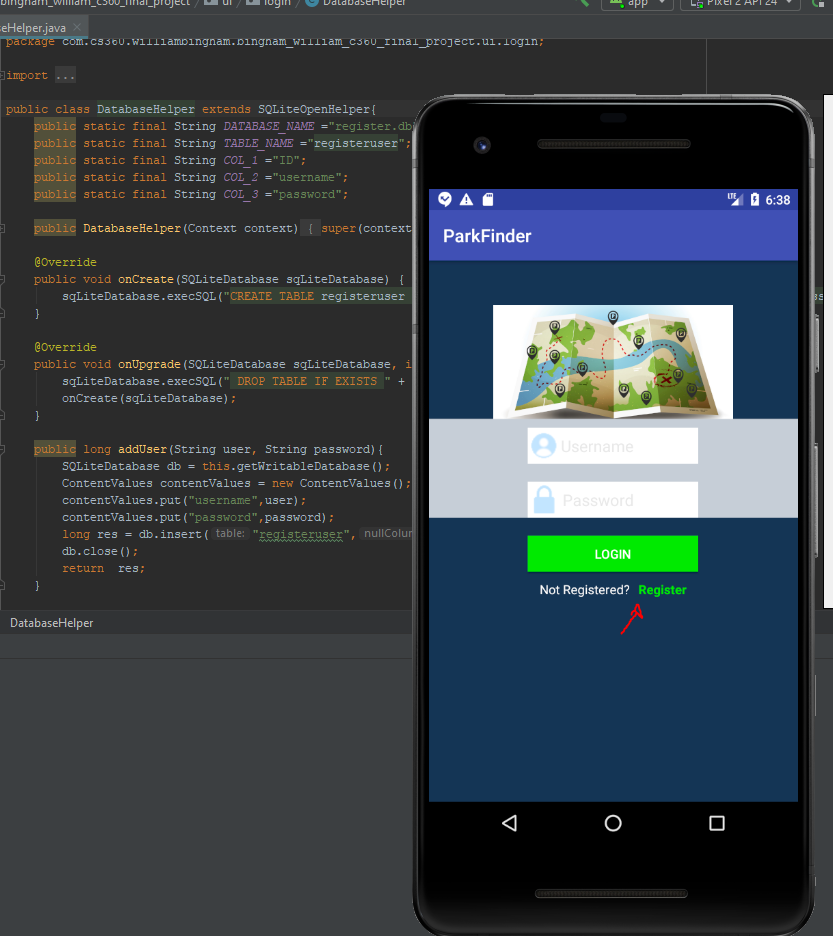 bingham_william_c360_final_project ui login DatabaseHelper app Pixel 2 API 24
seHelper.java
package com.cs360.williambingham.bingham_william_c360_final_project.ui.login;
import ...
public class DatabaseHelper extends SQLiteOpenHelper{
public static final String DATABASE_NAME ="register.db
public static final String TABLE_NAME ="registeruser";
public static final String COL_1 ="ID";
public static final String COL_2 ="username";
public static final String COL_3 ="password";
public DatabaseHelper(Context context) { super(context
@Override
public void onCreate(SQLiteDatabase sqLiteDatabase) {
sqLiteDatabase.execSQL("CREATE TABLE registeruser
}
@Override
public void onUpgrade(SQLiteDatabase sqLiteDatabase, i
sqLiteDatabase.execSQL(" DROP TABLE IF EXISTS " +
onCreate(sqLiteDatabase);
}
public long addUser(String user, String password){
SQLiteDatabase db = this.getWritableDatabase();
ContentValues contentValues = new ContentValues();
contentValues.put("username",user);
contentValues.put("password",password);
long res = db.insert( table: "registeruser", nullColum
db.close();
return res;
}
DatabaseHelper
LTE 6:38
ParkFinder
Username
Password
LOGIN
Not Registered? Register